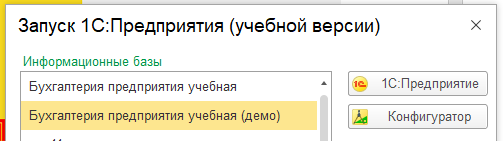 Запуск 1С:Предприятия (учебной версии)
Информационные базы
Бухгалтерия предприятия учебная
1С:Предприятие
Бухгалтерия предприятия учебная (демо)
Конфигуратор